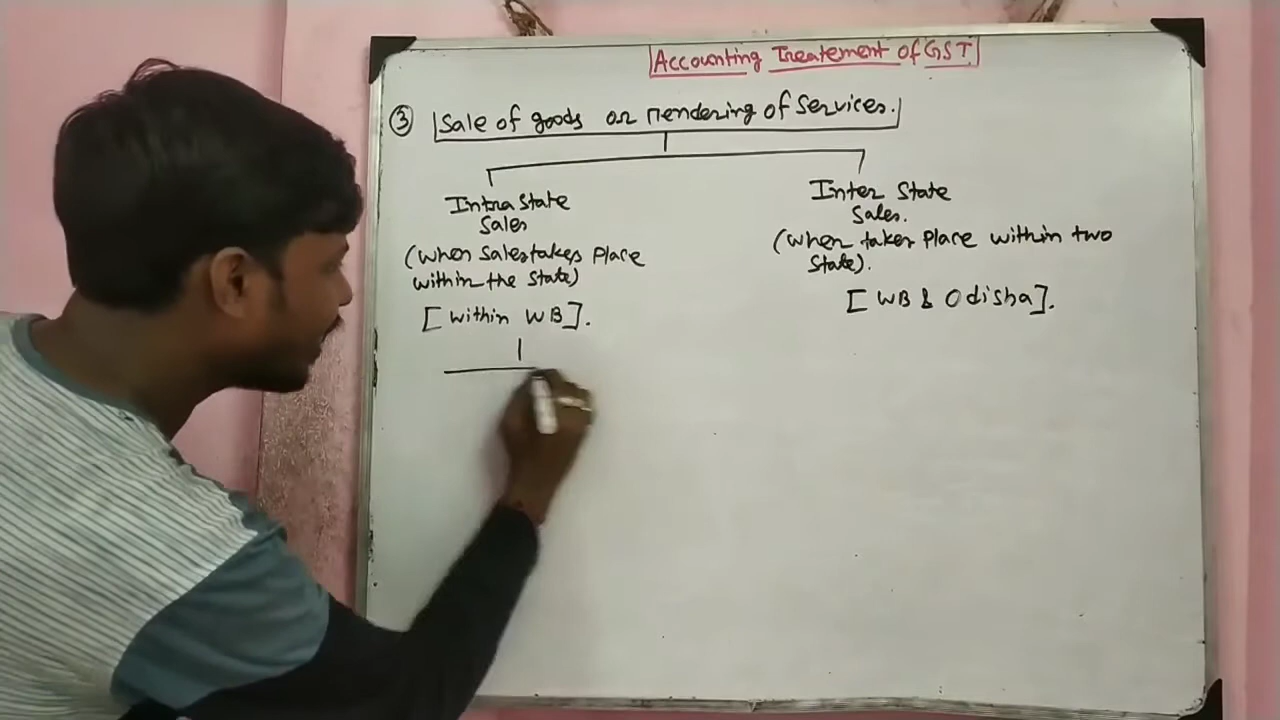 Accounting Treatement of GST
③ Sale of goods or rendering of Services.
Intra State
Sales
(when sales takes place
within the state)
[within WB].
Inter State
Sales.
(when takes place within two
state).
[WB & Odisha].